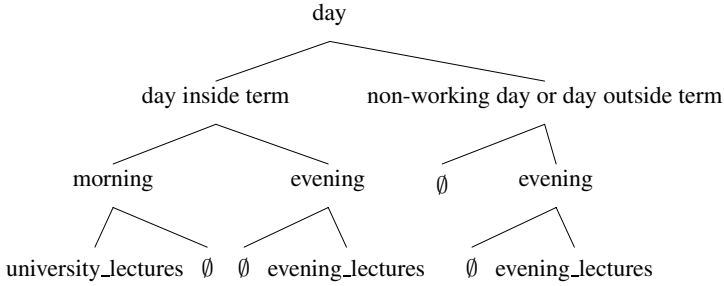 day
day inside term non-working day or day outside term
morning evening ∅ evening
university_lectures ∅ ∅ evening_lectures ∅ evening_lectures